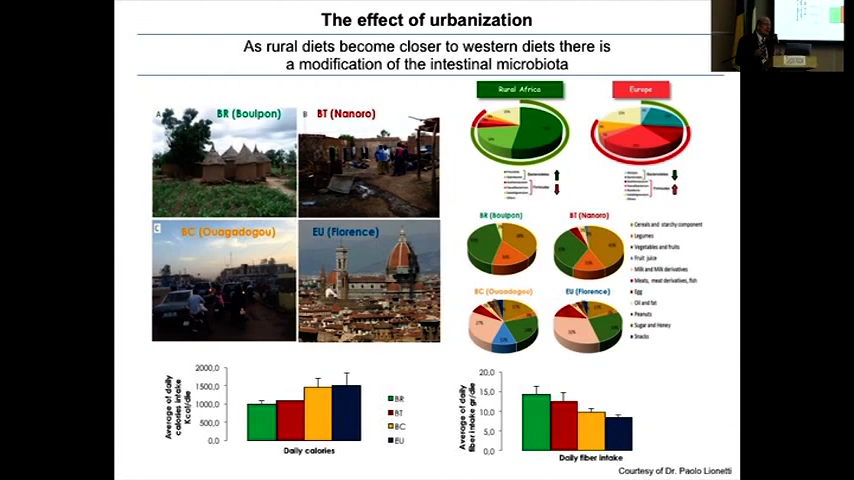 The effect of urbanization
As rural diets become closer to western diets there is
a modification of the intestinal microbiota
A
BR (Boulpon)
B
BT (Nanoro)
C
BC (Ouagadogou)
EU (Florence)
Rural Africa
Europe
BR (Boulpon)
BT (Nanoro)
BC (Ouagadogou)
EU (Florence)
Cereals and starchy component
Legumes
Vegetables and fruits
Fruit juice
Milk and Milk derivatives
Meats, meat derivatives, fish
Egg
Oil and fat
Peanuts
Sugar and Honey
Snacks
Average of daily
calories intake
Kcal/die
2000,0
1500,0
1000,0
500,0
0,0
Daily calories
BR
BT
BC
EU
Average of daily
fiber intake gr/die
20,0
15,0
10,0
5,0
0,0
Daily fiber intake
Courtesy of Dr. Paolo Lionetti